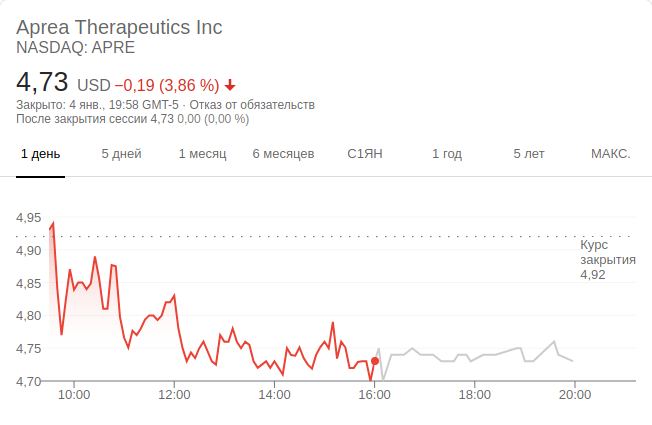 Aprea Therapeutics Inc
NASDAQ: APRE
4,73 USD −0,19 (3,86 %)
Закрыто: 4 янв., 19:58 GMT-5 · Отказ от обязательств
После закрытия сессии 4,73 0,00 (0,00 %)
1 день 5 дней 1 месяц 6 месяцев С1ЯН 1 год 5 лет МАКС.
4,95
4,90
4,85
4,80
4,75
4,70
Курс
закрытия
4,92
10:00 12:00 14:00 16:00 18:00 20:00